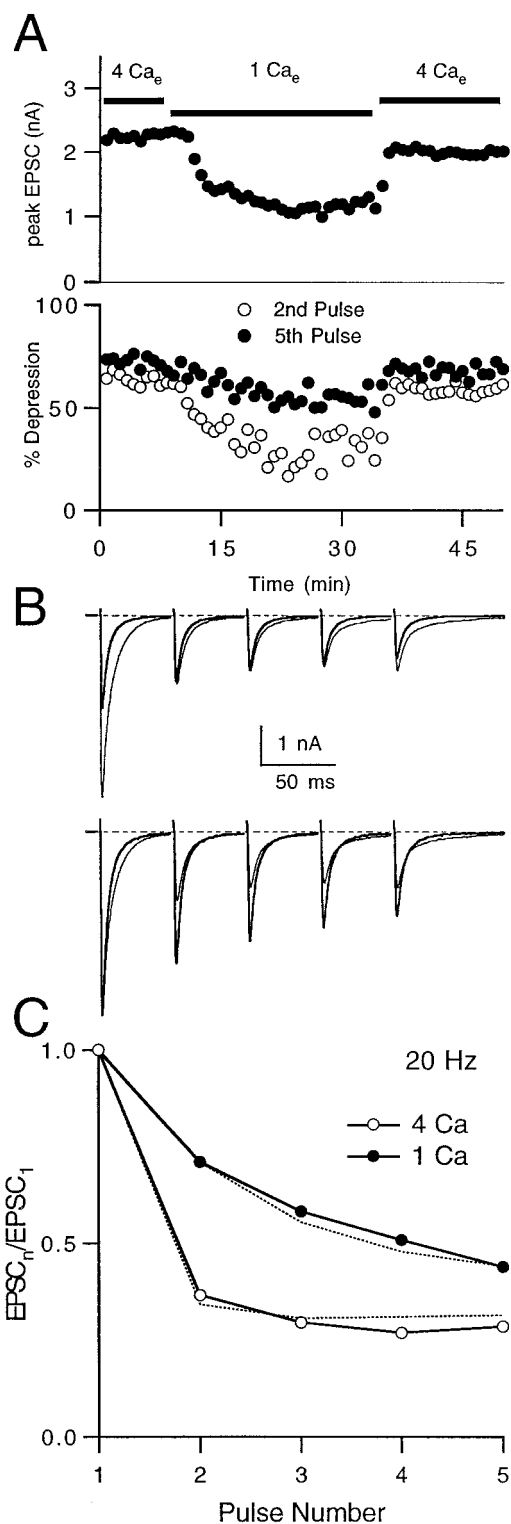 A
4 Caₑ
1 Caₑ
4 Caₑ
peak EPSC (nA)
3
2
1
0
% Depression
100
50
0
2nd Pulse
5th Pulse
0
15
30
45
Time (min)
B
1 nA
50 ms
C
EPSCₙ/EPSC₁
1.0
0.5
0.0
20 Hz
4 Ca
1 Ca
1
2
3
4
5
Pulse Number